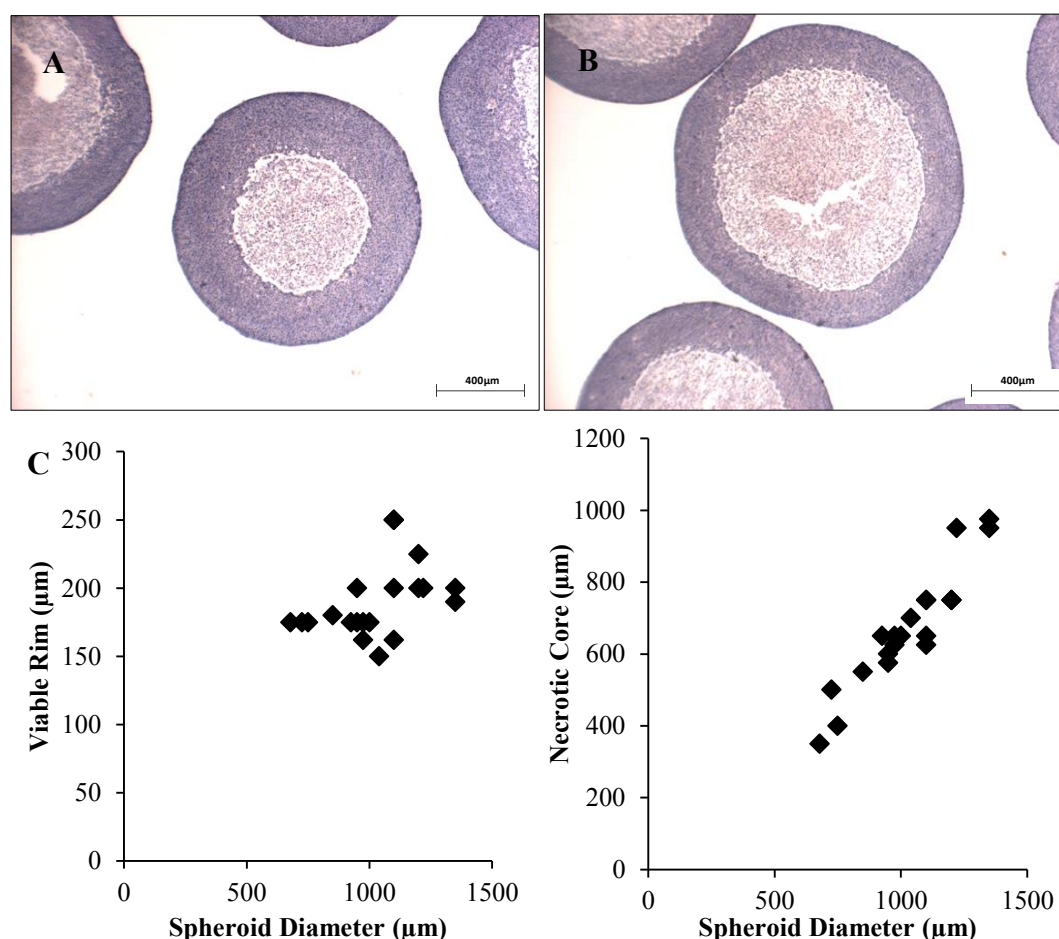 A
B
400µm
400µm
C
Viable Rim (µm)
300
250
200
150
100
50
0
0 500 1000 1500
Spheroid Diameter (µm)
Necrotic Core (µm)
1200
1000
800
600
400
200
0
0 500 1000 1500
Spheroid Diameter (µm)